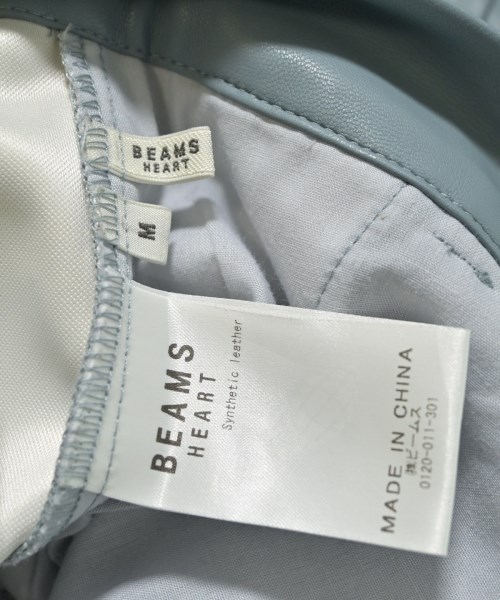 BEAMS
HEART
M
BEAMS
HEART
Synthetic leather
MADE IN CHINA
㈱ビームス
0120-011-301